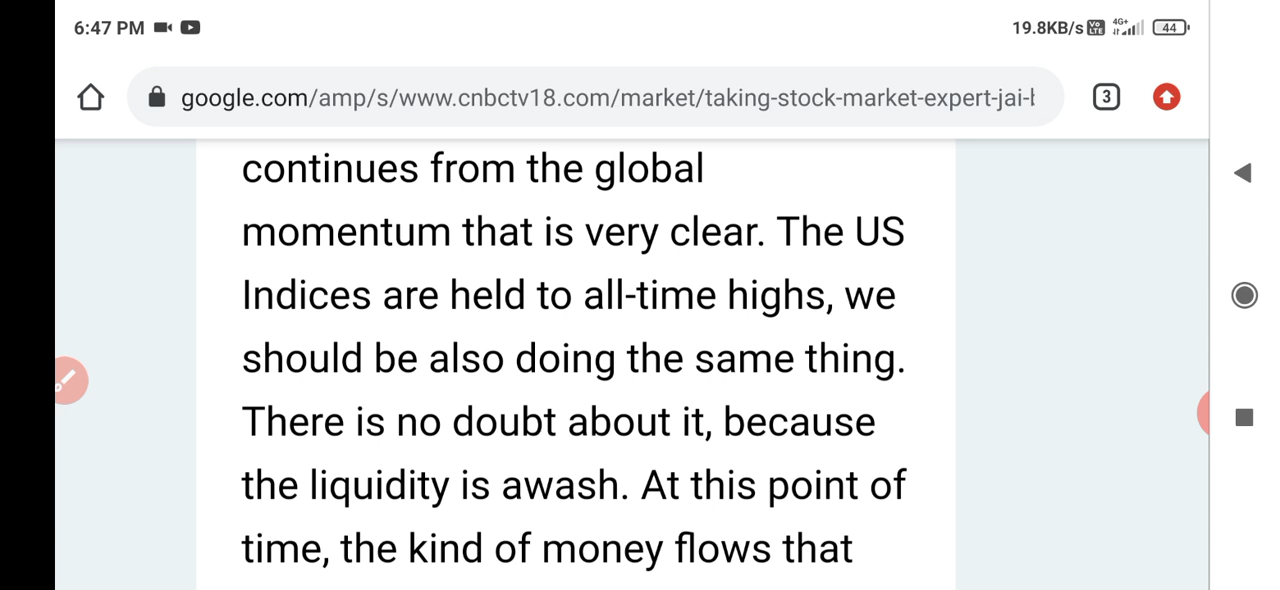 6:47 PM
19.8KB/s Vo LTE 4G+ 44
google.com/amp/s/www.cnbctv18.com/market/taking-stock-market-expert-jai-
3
continues from the global
momentum that is very clear. The US
Indices are held to all-time highs, we
should be also doing the same thing.
There is no doubt about it, because
the liquidity is awash. At this point of
time, the kind of money flows that